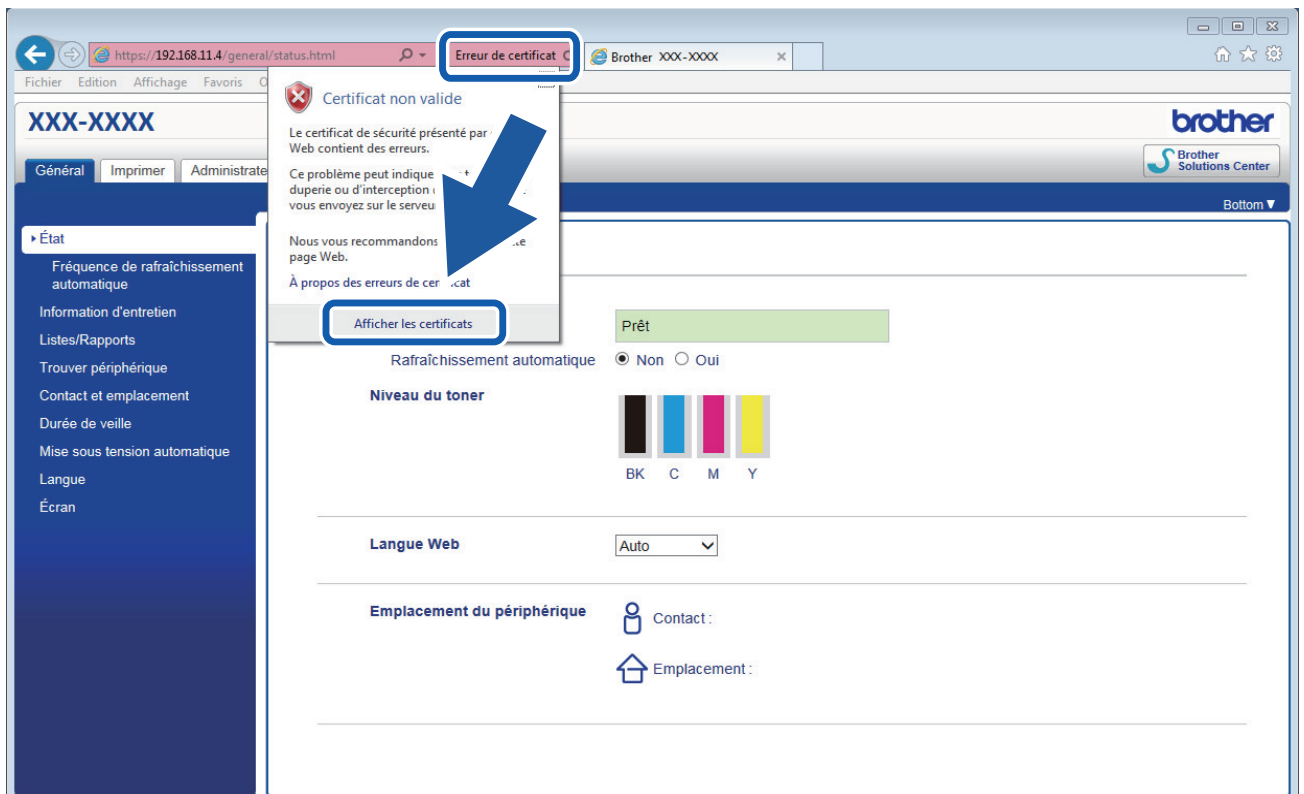 https://192.168.11.4/general/status.html
Erreur de certificat
Brother XXX-XXXX
Fichier Edition Affichage Favoris O
Certificat non valide
Le certificat de sécurité présenté par
Web contient des erreurs.
Ce problème peut indique
duperie ou d'interception
vous envoyez sur le serveu
Nous vous recommandons
page Web.
À propos des erreurs de
Afficher les certificats
XXX-XXXX
brother
Général Imprimer Administrate
Brother
Solutions Center
Bottom▼
État
Fréquence de rafraîchissement
automatique
Information d'entretien
Listes/Rapports
Trouver périphérique
Contact et emplacement
Durée de veille
Mise sous tension automatique
Langue
Écran
Prêt
Rafraîchissement automatique Non Oui
Niveau du toner
BK C M Y
Langue Web Auto
Emplacement du périphérique
Contact :
Emplacement :